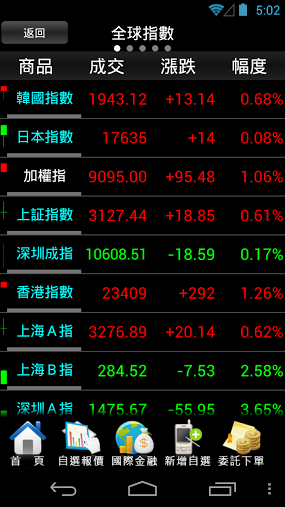 5:02
返回 全球指數
商品 成交 漲跌 幅度
韓國指數 1943.12 +13.14 0.68%
日本指數 17635 +14 0.08%
加權指 9095.00 +95.48 1.06%
上証指數 3127.44 +18.85 0.61%
深圳成指 10608.51 -18.59 0.17%
香港指數 23409 +292 1.26%
上海A指 3276.89 +20.14 0.62%
上海B指 284.52 -7.53 2.58%
深圳A指 1475.67 -55.95 3.65%
首 頁 自選報價 國際金融 新增自選 委託下單